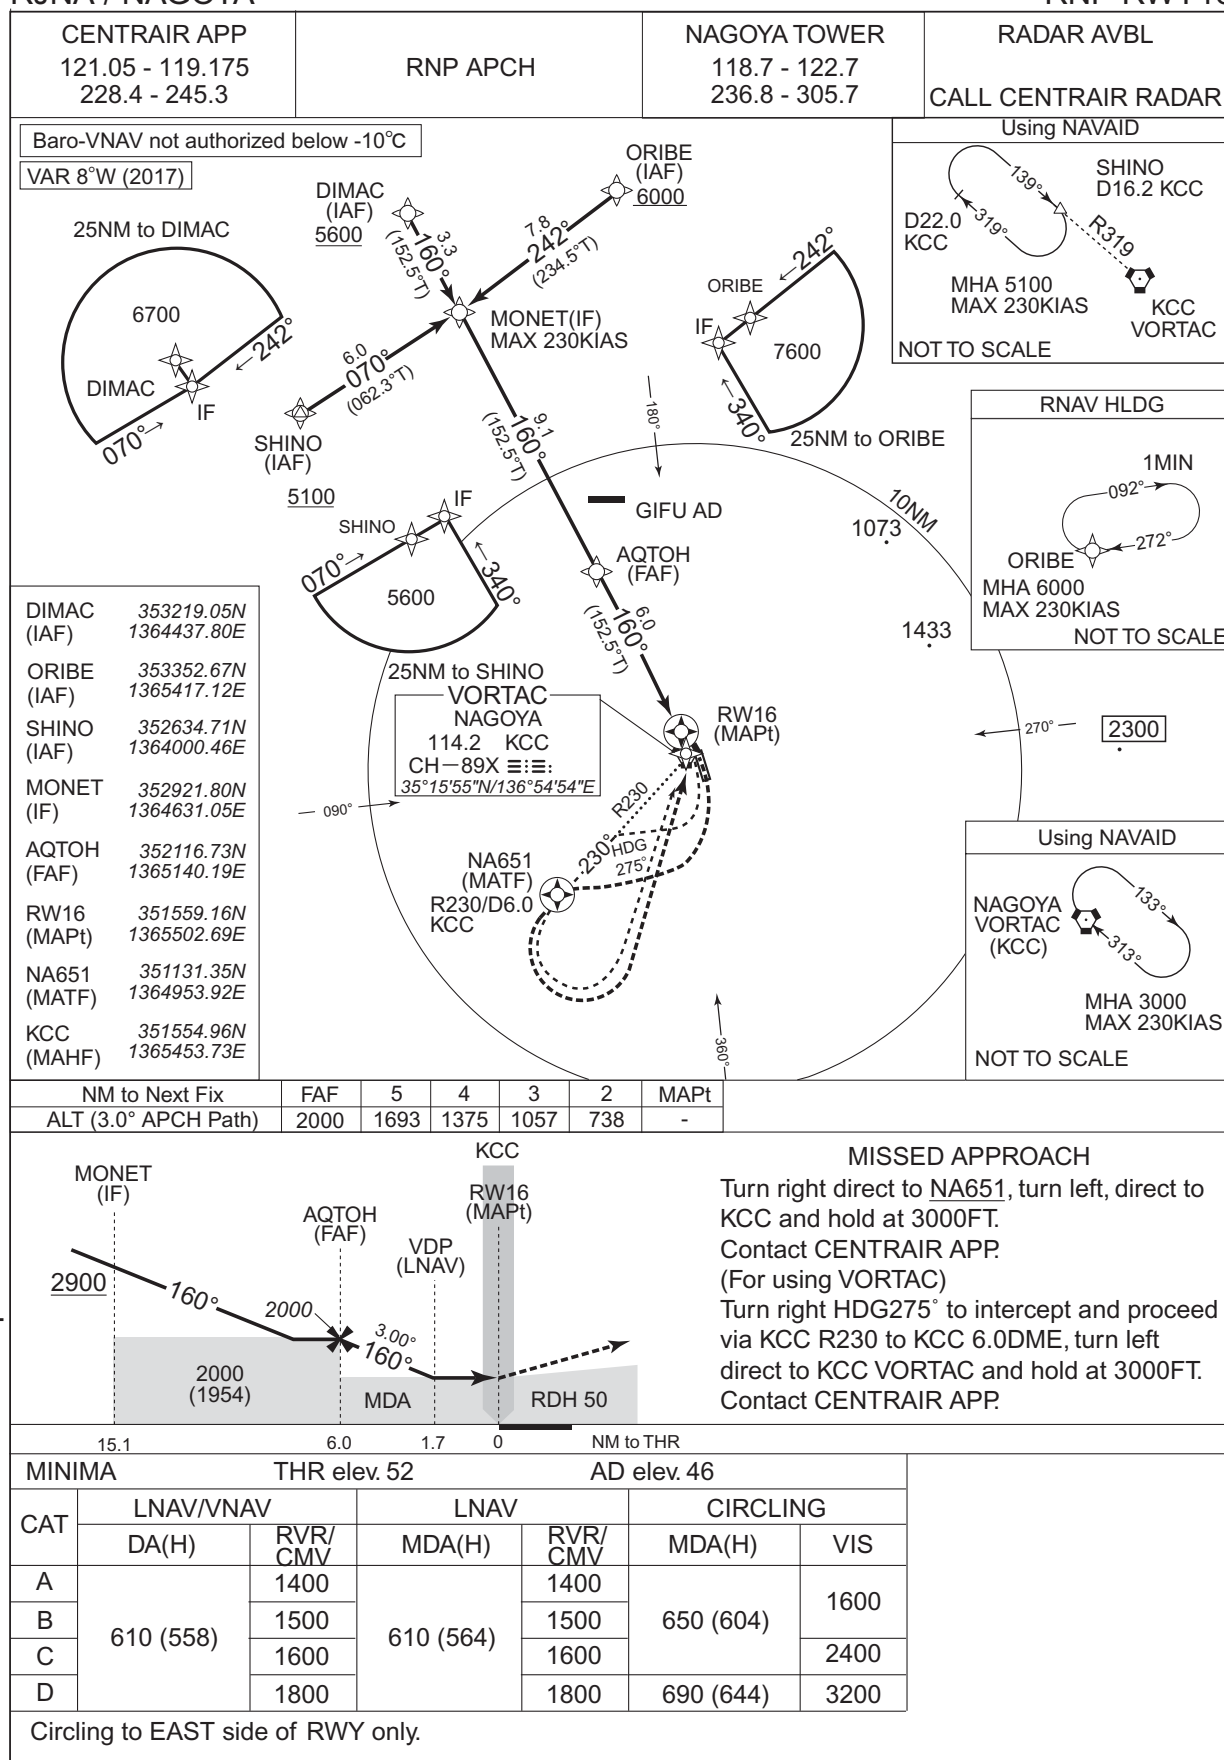 RJNA / NAGOYA
CENTRAIR APP
121.05 - 119.175
228.4 - 245.3
RNP APCH
NAGOYA TOWER
118.7 - 122.7
236.8 - 305.7
RADAR AVBL
CALL CENTRAIR RADAR
Baro-VNAV not authorized below -10°C
VAR 8°W (2017)
25NM to DIMAC
6700
DIMAC
IF
←242°
070°→
DIMAC
(IAF)
5600
3.3
160°
(152.5°T)
ORIBE
(IAF)
6000
7.8
242°
(234.5°T)
MONET(IF)
MAX 230KIAS
6.0
070°
(062.3°T)
SHINO
(IAF)
5100
9.1
160°
(152.5°T)
←242°
ORIBE
IF
7600
←340°
25NM to ORIBE
Using NAVAID
SHINO
D16.2 KCC
139°
319°
D22.0
KCC
R319
MHA 5100
MAX 230KIAS
KCC
VORTAC
NOT TO SCALE
RNAV HLDG
1MIN
092°
272°
ORIBE
MHA 6000
MAX 230KIAS
NOT TO SCALE
180°
GIFU AD
10NM
1073
1433
AQTOH
(FAF)
6.0
160°
(152.5°T)
IF
SHINO
070°→
←340°
5600
25NM to SHINO
VORTAC
NAGOYA
114.2 KCC
CH—89X
35°15'55"N/136°54'54"E
RW16
(MAPt)
270°
2300
090°
R230
230°
HDG
275°
NA651
(MATF)
R230/D6.0
KCC
360°
Using NAVAID
NAGOYA
VORTAC
(KCC)
133°
313°
MHA 3000
MAX 230KIAS
NOT TO SCALE
DIMAC 353219.05N
(IAF) 1364437.80E
ORIBE 353352.67N
(IAF) 1365417.12E
SHINO 352634.71N
(IAF) 1364000.46E
MONET 352921.80N
(IF) 1364631.05E
AQTOH 352116.73N
(FAF) 1365140.19E
RW16 351559.16N
(MAPt) 1365502.69E
NA651 351131.35N
(MATF) 1364953.92E
KCC 351554.96N
(MAHF) 1365453.73E
NM to Next Fix FAF 5 4 3 2 MAPt
ALT (3.0° APCH Path) 2000 1693 1375 1057 738 -
MONET
(IF)
2900
160°
2000
AQTOH
(FAF)
3.00°
160°
VDP
(LNAV)
KCC
RW16
(MAPt)
2000
(1954)
MDA
RDH 50
15.1 6.0 1.7 0 NM to THR
MISSED APPROACH
Turn right direct to NA651, turn left, direct to
KCC and hold at 3000FT.
Contact CENTRAIR APP.
(For using VORTAC)
Turn right HDG275° to intercept and proceed
via KCC R230 to KCC 6.0DME, turn left
direct to KCC VORTAC and hold at 3000FT.
Contact CENTRAIR APP.
MINIMA THR elev. 52 AD elev. 46
CAT LNAV/VNAV LNAV CIRCLING
DA(H) RVR/CMV MDA(H) RVR/CMV MDA(H) VIS
A 610 (558) 1400 610 (564) 1400 650 (604) 1600
B 1500 1500
C 1600 1600 2400
D 1800 1800 690 (644) 3200
Circling to EAST side of RWY only.